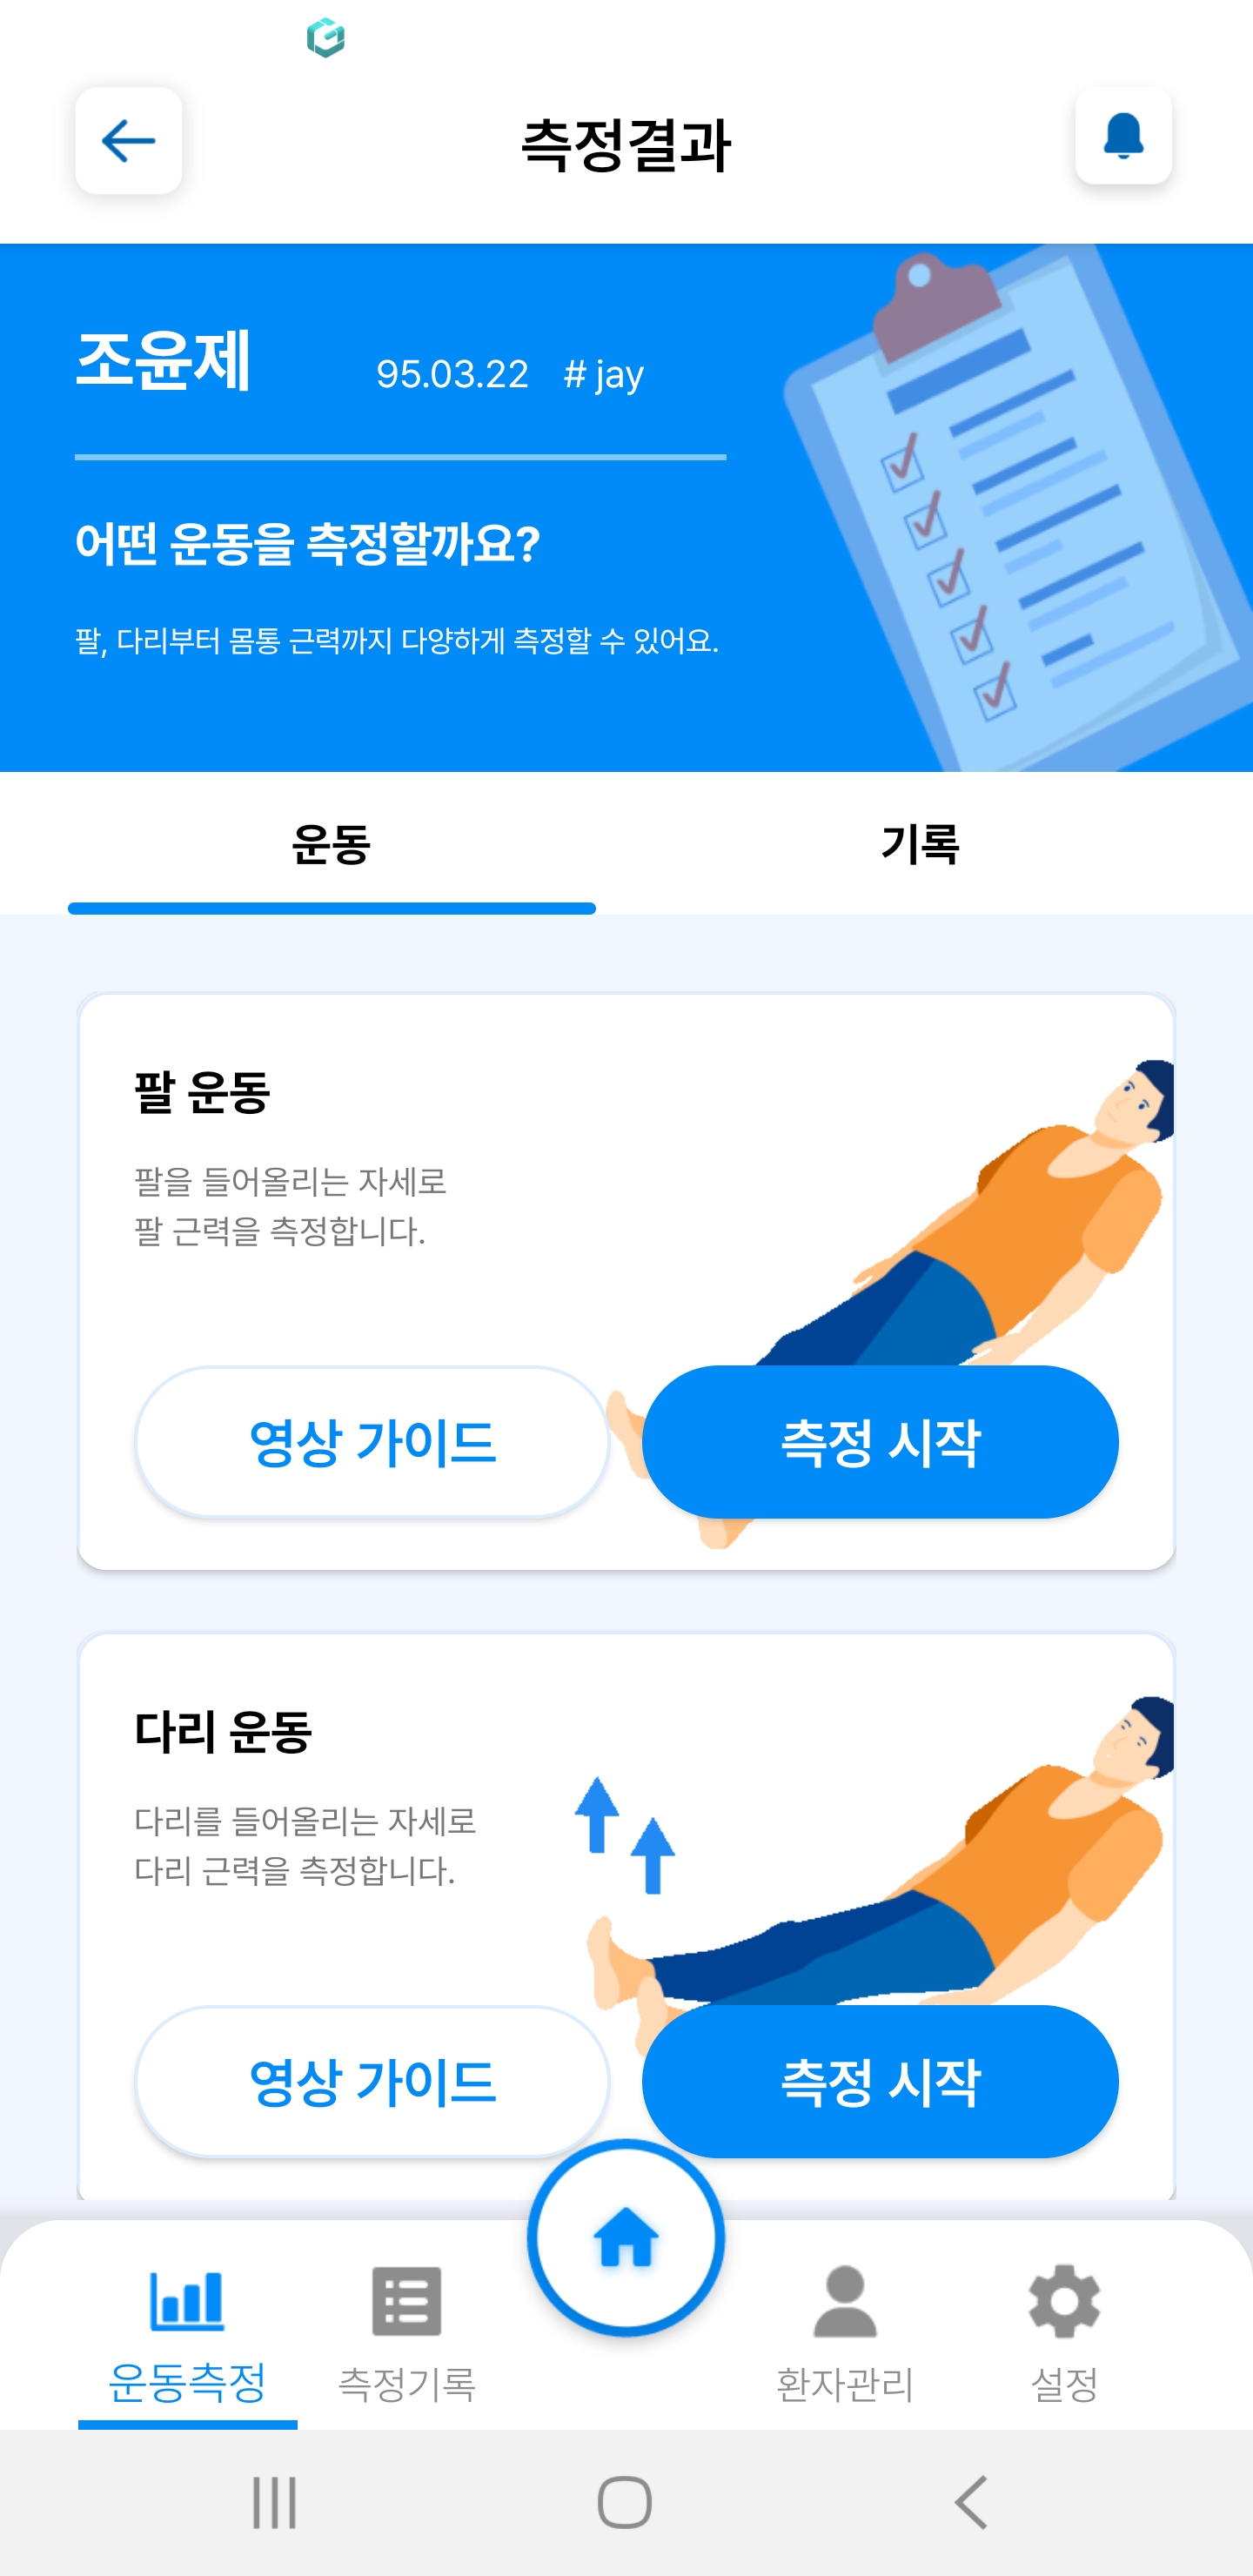 측정결과
조윤제 95.03.22 # jay
어떤 운동을 측정할까요?
팔, 다리부터 몸통 근력까지 다양하게 측정할 수 있어요.
운동 기록
팔 운동
팔을 들어올리는 자세로
팔 근력을 측정합니다.
영상 가이드 측정 시작
다리 운동
다리를 들어올리는 자세로
다리 근력을 측정합니다.
영상 가이드 측정 시작
운동측정 측정기록 환자관리 설정